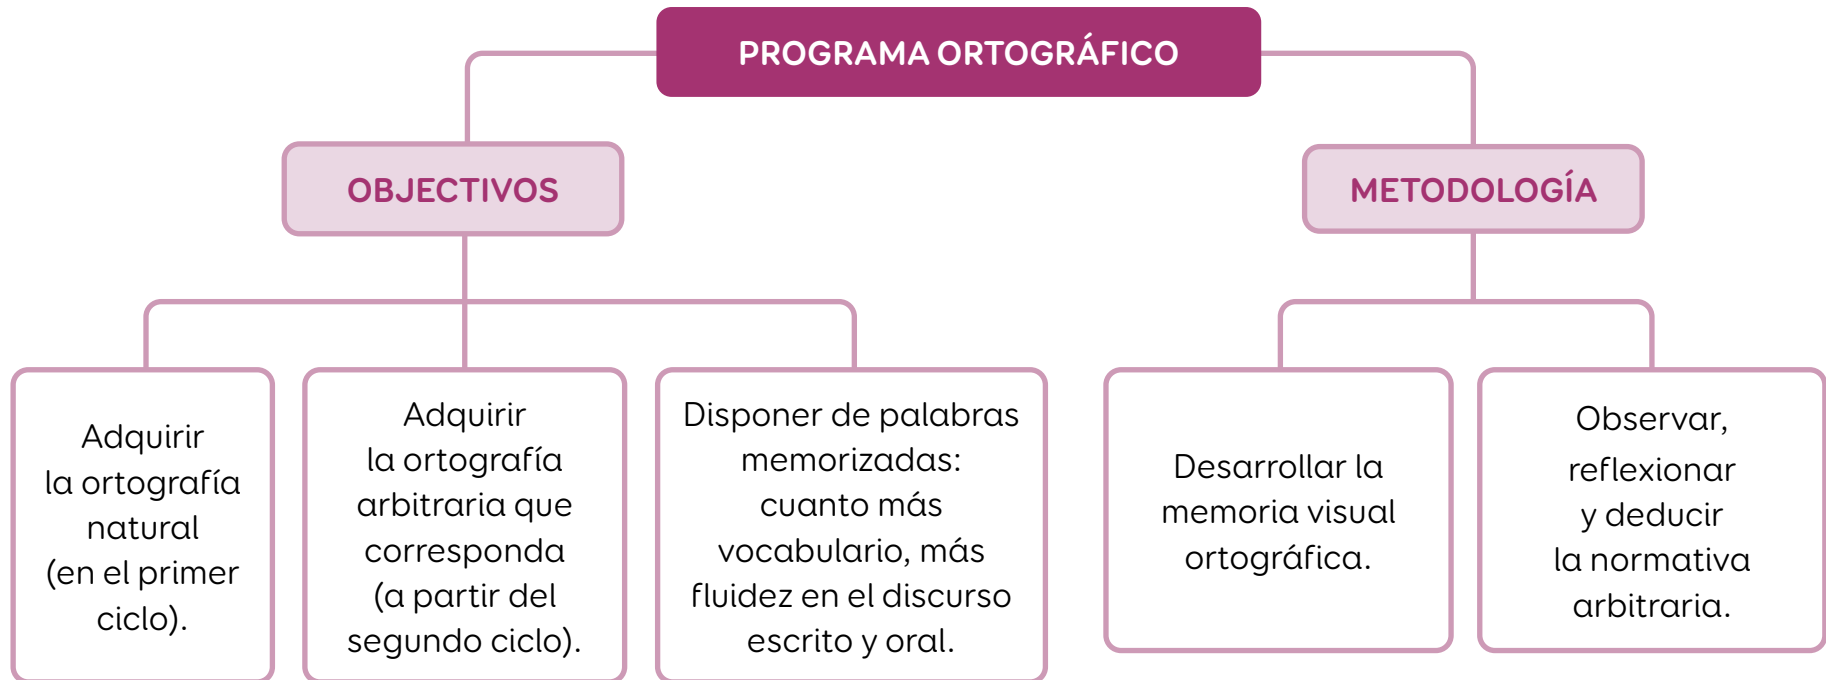 PROGRAMA ORTOGRÁFICO
OBJECTIVOS
METODOLOGÍA
Adquirir
la ortografía
natural
(en el primer
ciclo).
Adquirir
la ortografía
arbitraria que
corresponda
(a partir del
segundo ciclo).
Disponer de palabras
memorizadas:
cuanto más
vocabulario, más
fluidez en el discurso
escrito y oral.
Desarrollar la
memoria visual
ortográfica.
Observar,
reflexionar
y deducir
la normativa
arbitraria.